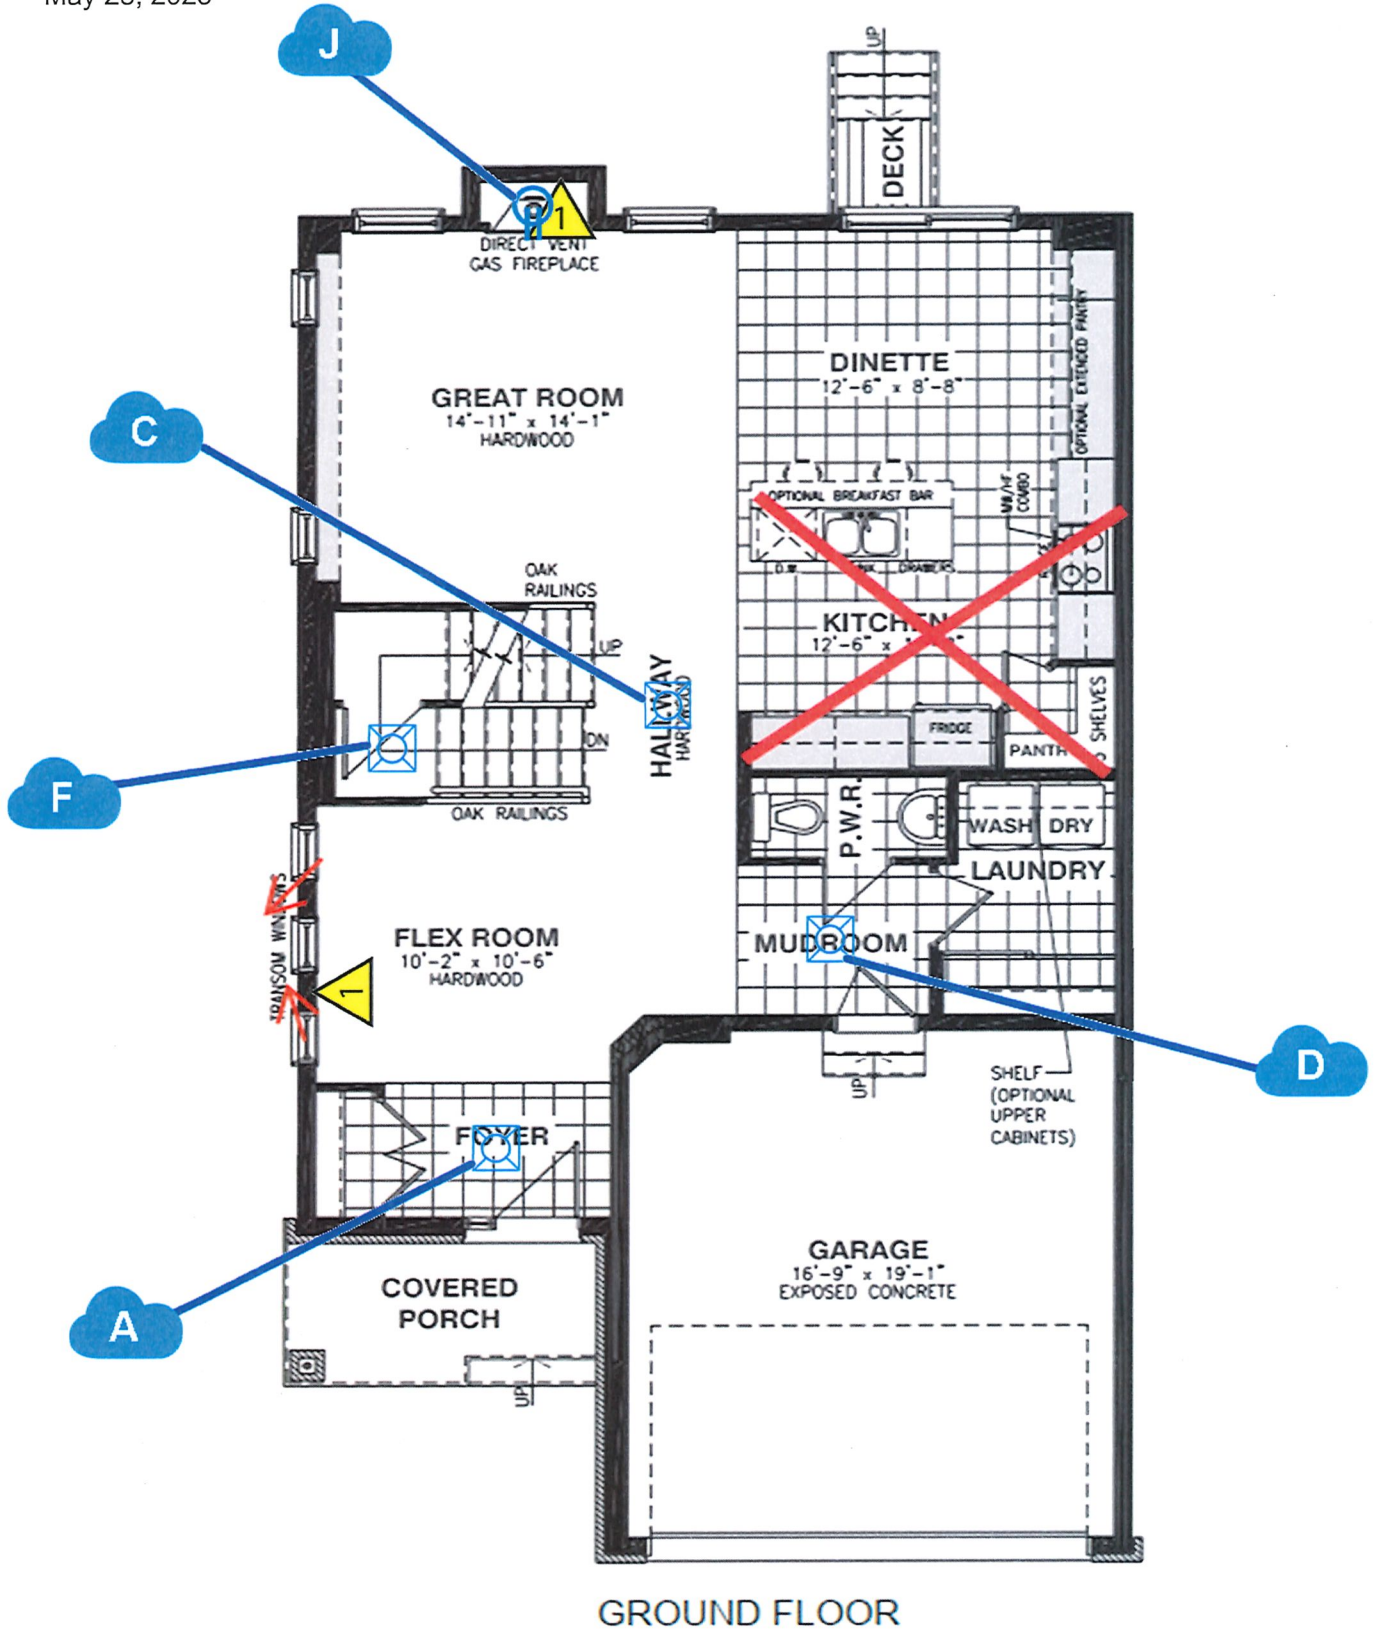 J
UP
DECK
1
DIRECT VENT
GAS FIREPLACE
OPTIONAL EXTENDED PANTRY
DINETTE
12'-6" x 8'-8"
GREAT ROOM
14'-11" x 14'-1"
HARDWOOD
C
MW/HF
COMBO
OPTIONAL BREAKFAST BAR
D.W.
DRAWERS
OAK
RAILINGS
KITCHEN
12'-6" x
UP
HALLWAY
HARDWOOD
SHELVES
FRIDGE
DN
F
OAK RAILINGS
P.W.R.
WASH
DRY
LAUNDRY
TRANSOM WINDOWS
FLEX ROOM
10'-2" x 10'-6"
HARDWOOD
MUDROOM
1
D
UP
SHELF
(OPTIONAL
UPPER
CABINETS)
FOYER
GARAGE
16'-9" x 19'-1"
EXPOSED CONCRETE
COVERED
PORCH
A
UP
GROUND FLOOR